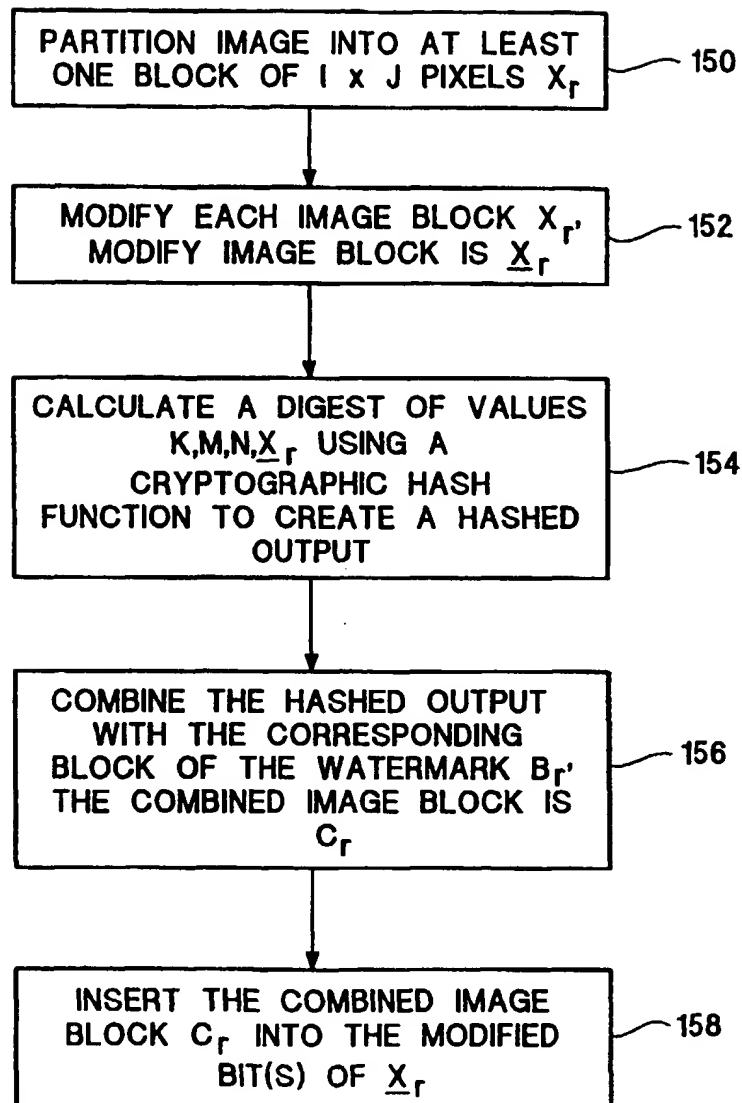 PARTITION IMAGE INTO AT LEAST
ONE BLOCK OF I x J PIXELS Xr
150
MODIFY EACH IMAGE BLOCK Xr,
MODIFY IMAGE BLOCK IS X̲r
152
CALCULATE A DIGEST OF VALUES
K,M,N,X̲r USING A
CRYPTOGRAPHIC HASH
FUNCTION TO CREATE A HASHED
OUTPUT
154
COMBINE THE HASHED OUTPUT
WITH THE CORRESPONDING
BLOCK OF THE WATERMARK Br,
THE COMBINED IMAGE BLOCK IS
Cr
156
INSERT THE COMBINED IMAGE
BLOCK Cr INTO THE MODIFIED
BIT(S) OF X̲r
158